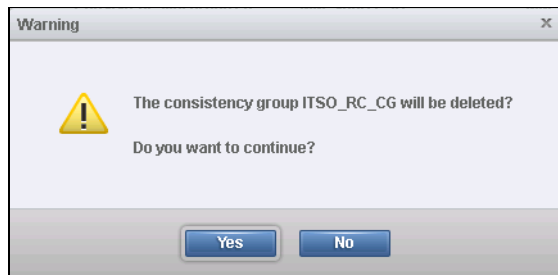 Warning
x
The consistency group ITSO_RC_CG will be deleted?
Do you want to continue?
Yes No